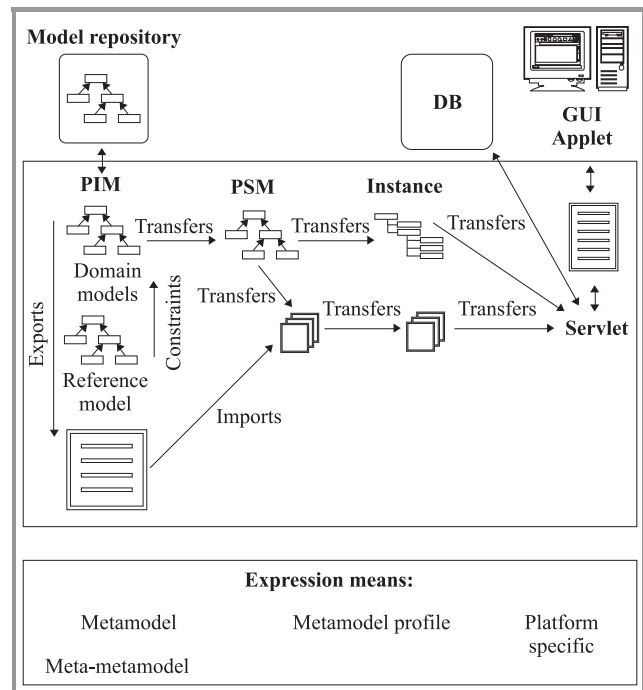 Model repository
DB
GUI
Applet
PIM
PSM
Instance
Transfers
Transfers
Transfers
Domain
models
Transfers
Transfers
Transfers
Servlet
Exports
Constraints
Reference
model
Imports
Expression means:
Metamodel
Metamodel profile
Platform
specific
Meta-metamodel